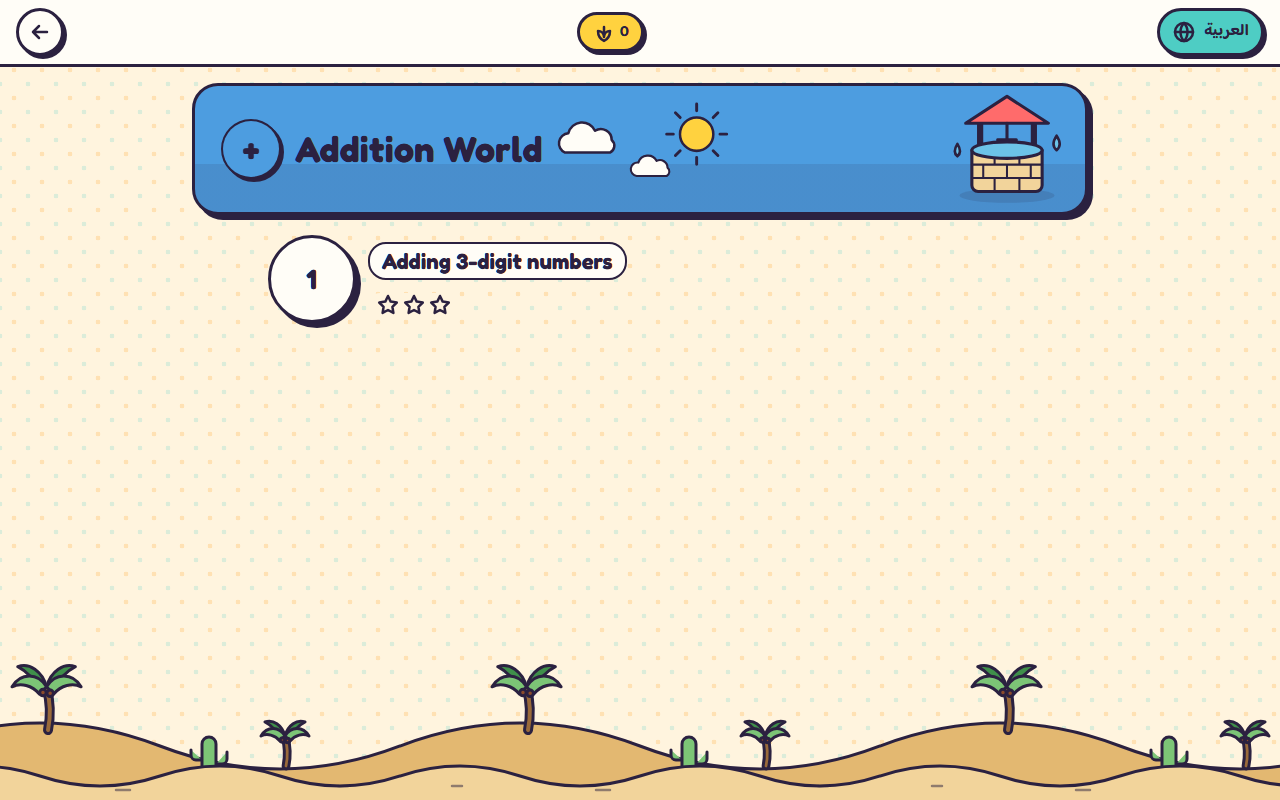 0
العربية
+ Addition World
1
Adding 3-digit numbers